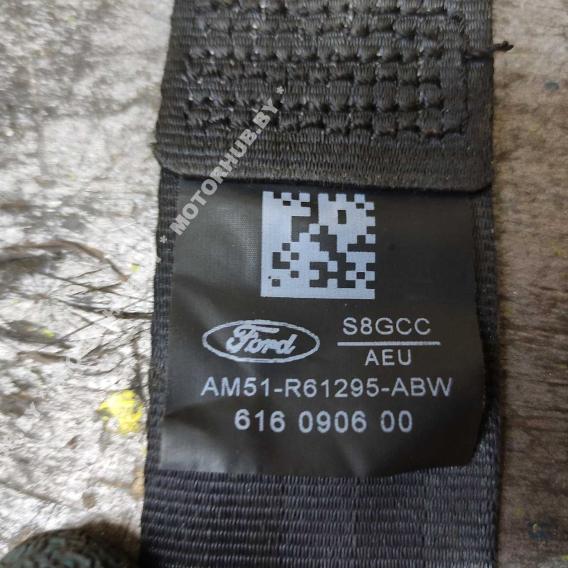 * MOTORHUB.BY *
Ford
S8GCC
AEU
AM51-R61295-ABW
616 0906 00